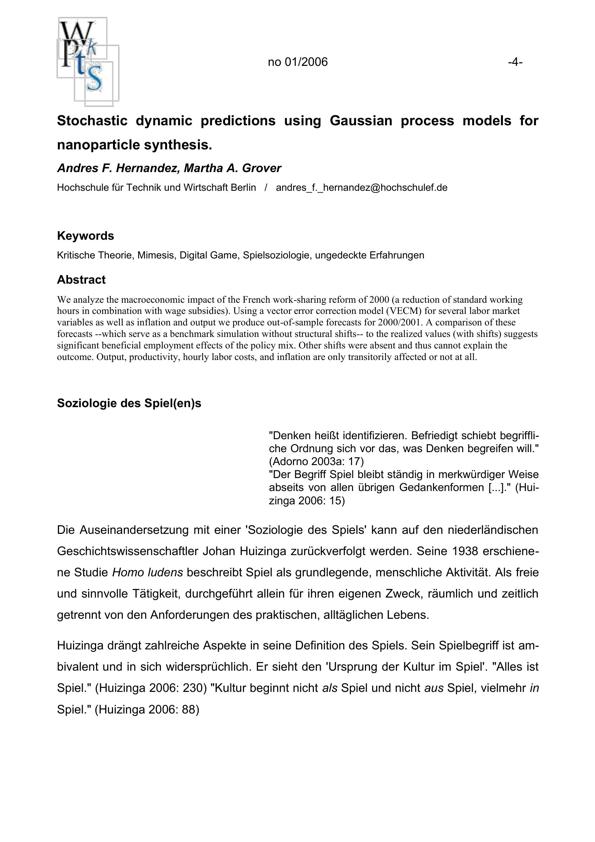 W
Pk
ts
S
no 01/2006 -4-
Stochastic dynamic predictions using Gaussian process models for
nanoparticle synthesis.
Andres F. Hernandez, Martha A. Grover
Hochschule für Technik und Wirtschaft Berlin / andres_f._hernandez@hochschulef.de
Keywords
Kritische Theorie, Mimesis, Digital Game, Spielsoziologie, ungedeckte Erfahrungen
Abstract
We analyze the macroeconomic impact of the French work-sharing reform of 2000 (a reduction of standard working
hours in combination with wage subsidies). Using a vector error correction model (VECM) for several labor market
variables as well as inflation and output we produce out-of-sample forecasts for 2000/2001. A comparison of these
forecasts --which serve as a benchmark simulation without structural shifts-- to the realized values (with shifts) suggests
significant beneficial employment effects of the policy mix. Other shifts were absent and thus cannot explain the
outcome. Output, productivity, hourly labor costs, and inflation are only transitorily affected or not at all.
Soziologie des Spiel(en)s
"Denken heißt identifizieren. Befriedigt schiebt begriffli-
che Ordnung sich vor das, was Denken begreifen will."
(Adorno 2003a: 17)
"Der Begriff Spiel bleibt ständig in merkwürdiger Weise
abseits von allen übrigen Gedankenformen [...]." (Hui-
zinga 2006: 15)
Die Auseinandersetzung mit einer 'Soziologie des Spiels' kann auf den niederländischen
Geschichtswissenschaftler Johan Huizinga zurückverfolgt werden. Seine 1938 erschiene-
ne Studie Homo ludens beschreibt Spiel als grundlegende, menschliche Aktivität. Als freie
und sinnvolle Tätigkeit, durchgeführt allein für ihren eigenen Zweck, räumlich und zeitlich
getrennt von den Anforderungen des praktischen, alltäglichen Lebens.
Huizinga drängt zahlreiche Aspekte in seine Definition des Spiels. Sein Spielbegriff ist am-
bivalent und in sich widersprüchlich. Er sieht den 'Ursprung der Kultur im Spiel'. "Alles ist
Spiel." (Huizinga 2006: 230) "Kultur beginnt nicht als Spiel und nicht aus Spiel, vielmehr in
Spiel." (Huizinga 2006: 88)